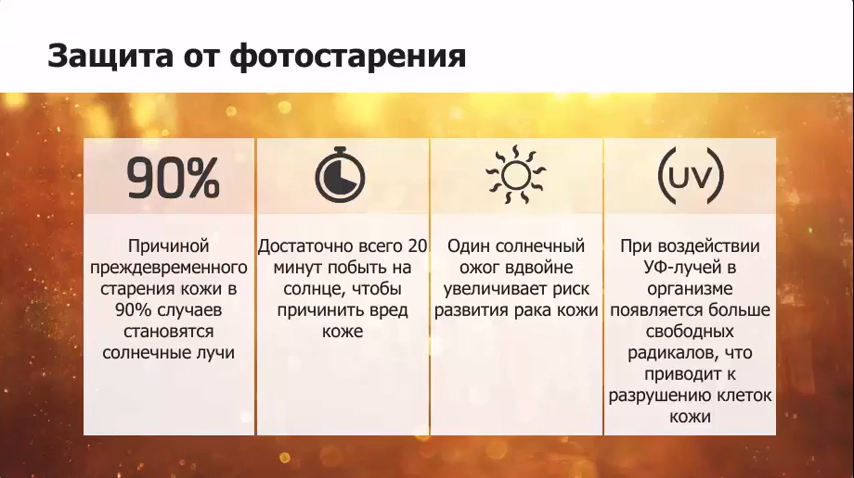 Защита от фотостарения
90%
Причиной
преждевременного
старения кожи в
90% случаев
становятся
солнечные лучи
Достаточно всего 20
минут побыть на
солнце, чтобы
причинить вред
коже
Один солнечный
ожог вдвойне
увеличивает риск
развития рака кожи
UV
При воздействии
УФ-лучей в
организме
появляется больше
свободных
радикалов, что
приводит к
разрушению клеток
кожи